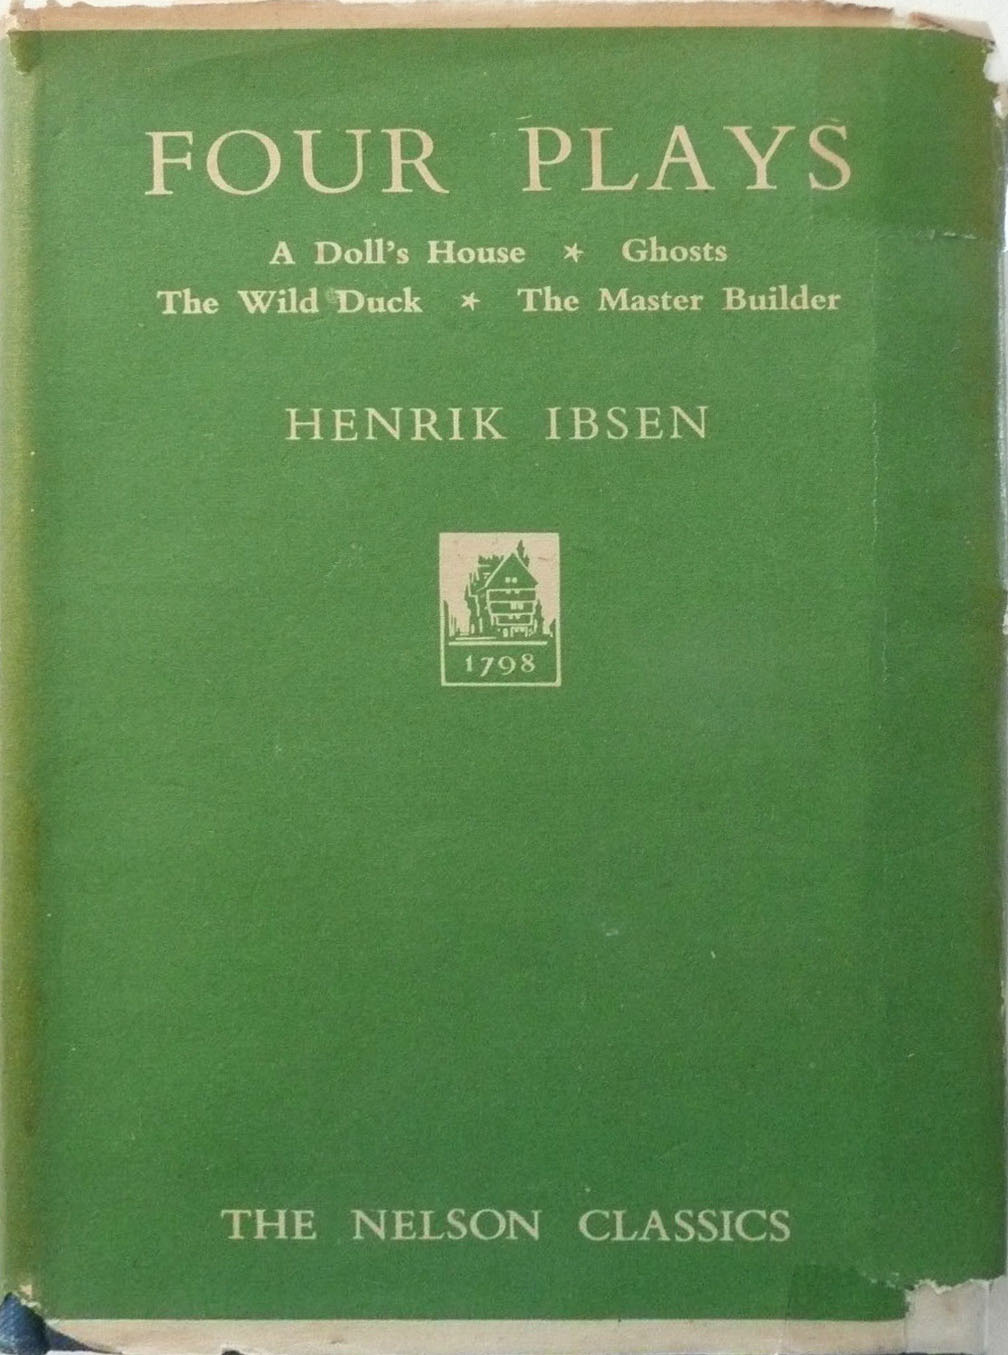 FOUR PLAYS
A Doll's House * Ghosts
The Wild Duck * The Master Builder
HENRIK IBSEN
1798
THE NELSON CLASSICS